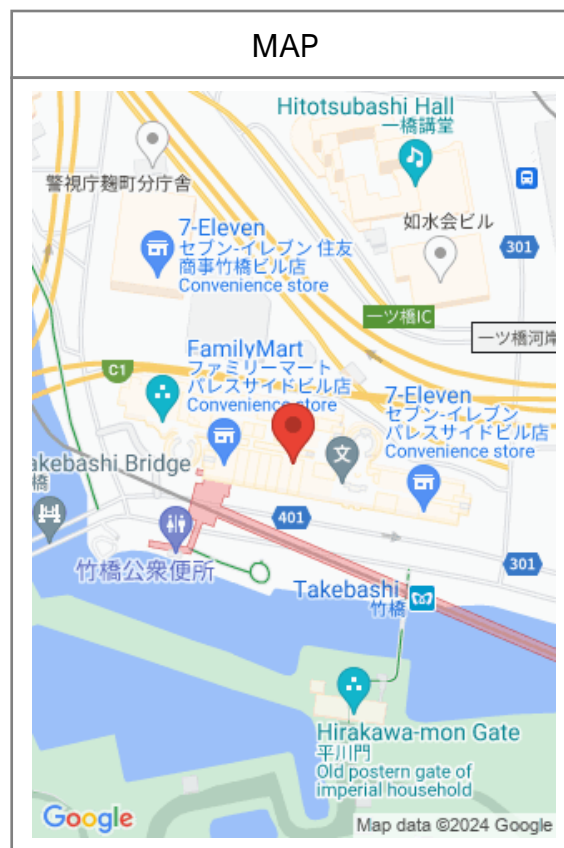 MAP
Hitotsubashi Hall
一橋講堂
警視庁麹町分庁舎
7-Eleven
セブン-イレブン 住友
商事竹橋ビル店
Convenience store
如水会ビル
301
一ツ橋IC
一ツ橋河岸
C1
FamilyMart
ファミリーマート
パレスサイドビル店
Convenience store
7-Eleven
セブン-イレブン
パレスサイドビル店
Convenience store
文
akebashi Bridge
橋
401
301
竹橋公衆便所
Takebashi
竹橋
Hirakawa-mon Gate
平川門
Old postern gate of
imperial household
Google
Map data ©2024 Google